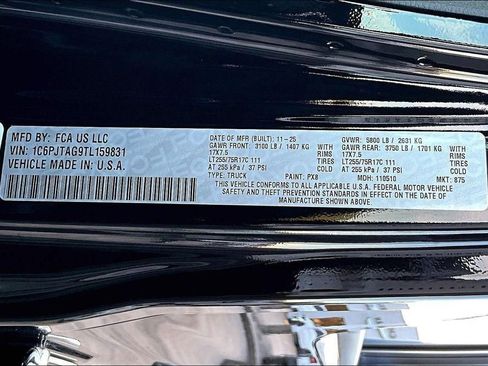 MFD BY: FCA US LLC
VIN: 1C6PJTAG9TL159831
VEHICLE MADE IN: U.S.A.
DATE OF MFR (BUILT): 11-25 GVWR: 5800 LB / 2631 KG
GAWR FRONT: 3100 LB / 1407 KG WITH GAWR REAR: 3750 LB / 1701 KG WITH
17X7.5 RIMS 17X7.5 RIMS
LT255/75R17C 111 TIRES LT255/75R17C 111 TIRES
AT 255 kPa / 37 PSI COLD AT 255 kPa / 37 PSI COLD
TYPE: TRUCK PAINT: PX8 MDH: 110510 MKT: 875
THIS VEHICLE CONFORMS TO ALL APPLICABLE U.S.A. FEDERAL MOTOR VEHICLE
SAFETY AND THEFT PREVENTION STANDARDS IN EFFECT ON THE DATE OF
MANUFACTURE SHOWN ABOVE.